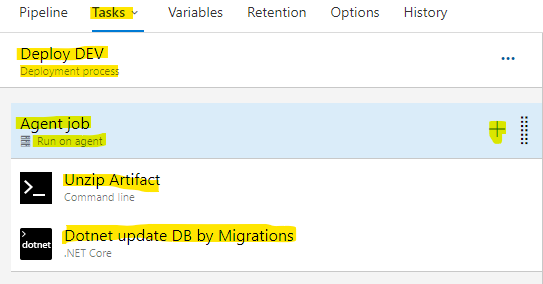 Pipeline Tasks Variables Retention Options History
Deploy DEV
Deployment process
Agent job
Run on agent
Unzip Artifact
Command line
dotnet
Dotnet update DB by Migrations
.NET Core